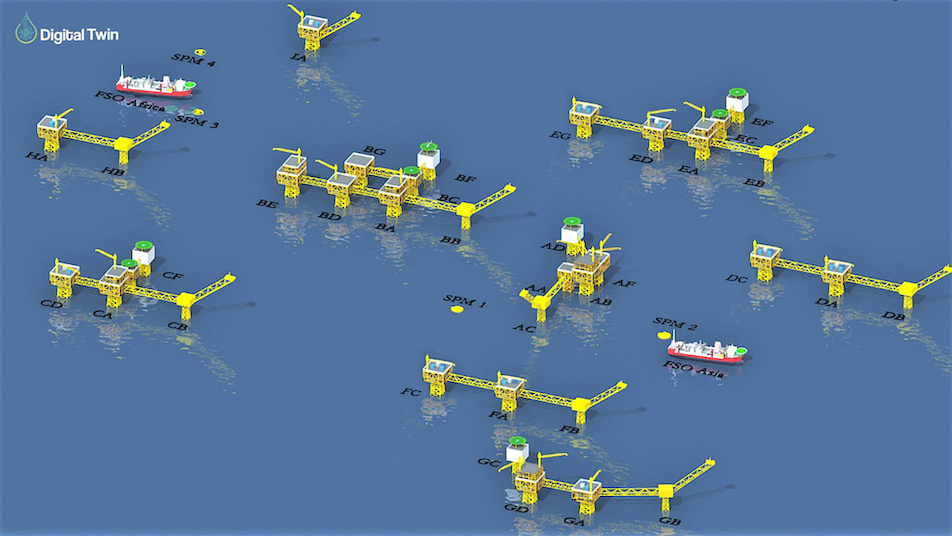 Digital Twin
SPM 4
IA
FSO Africa
SPM 3
HA
HB
EG
ED
EA
EC
EF
EB
BG
BF
BE
BD
BA
BC
BB
AD
AA
AF
AB
AC
DC
DA
DB
CF
CD
CA
CB
SPM 1
SPM 2
FSO Asia
FC
FA
FB
GC
GD
GA
GB